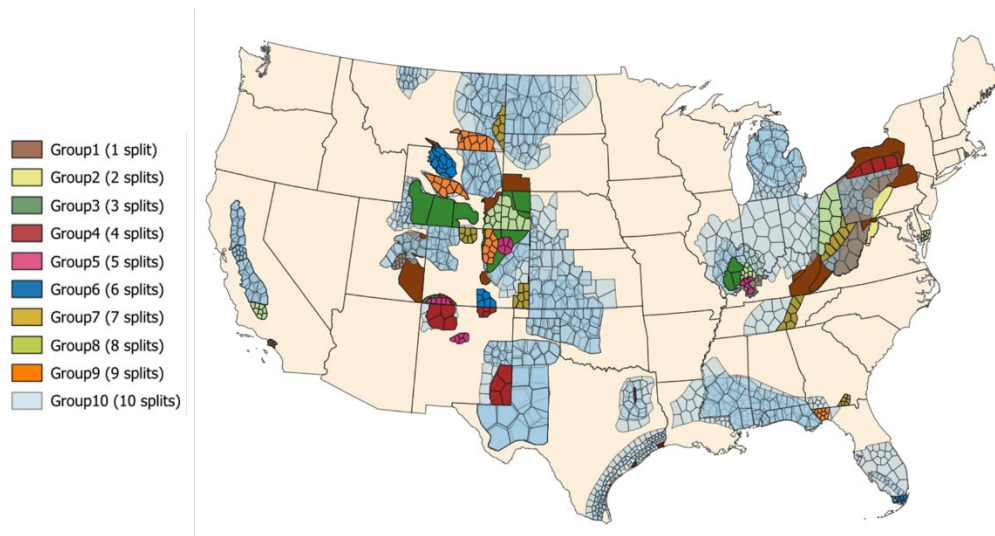 Group1 (1 split)
Group2 (2 splits)
Group3 (3 splits)
Group4 (4 splits)
Group5 (5 splits)
Group6 (6 splits)
Group7 (7 splits)
Group8 (8 splits)
Group9 (9 splits)
Group10 (10 splits)